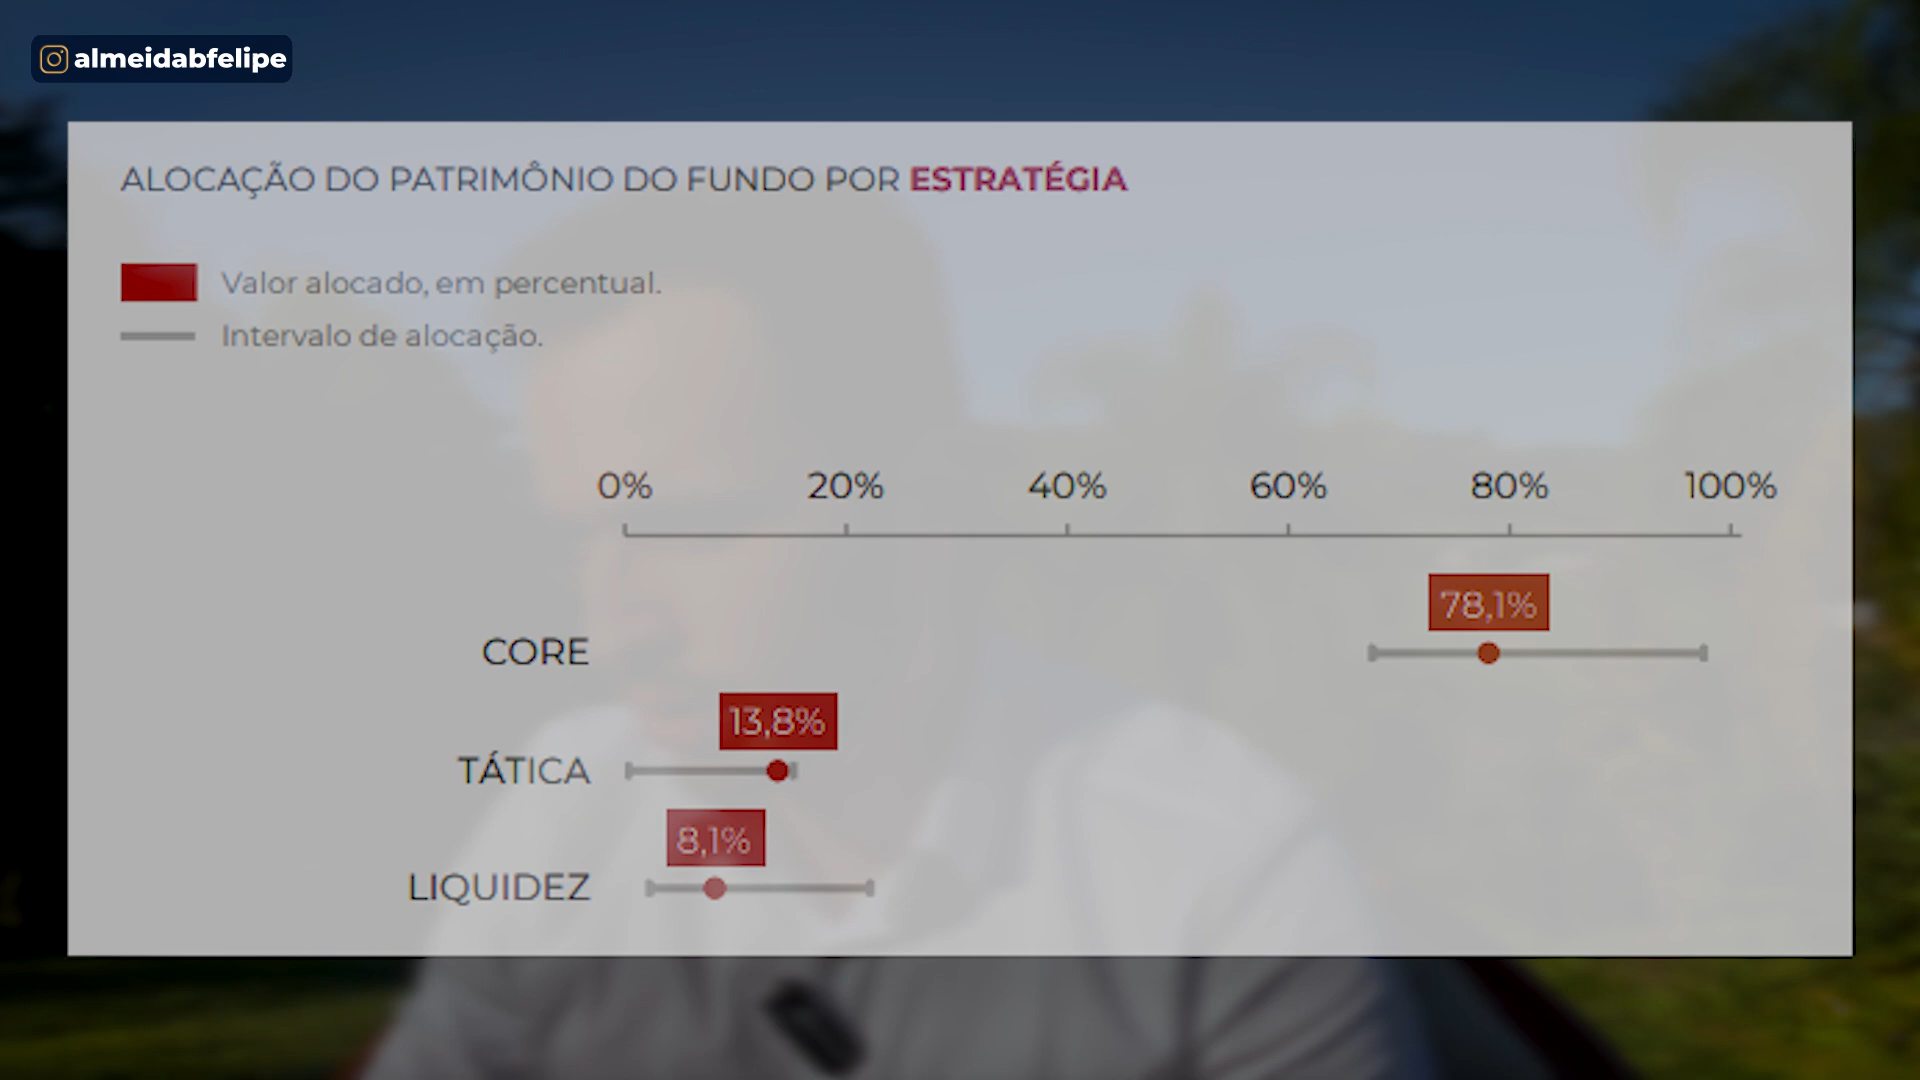 almeidabfelipe
ALOCAÇÃO DO PATRIMÔNIO DO FUNDO POR ESTRATÉGIA
Valor alocado, em percentual.
Intervalo de alocação.
0% 20% 40% 60% 80% 100%
78,1%
CORE
13,8%
TÁTICA
8,1%
LIQUIDEZ